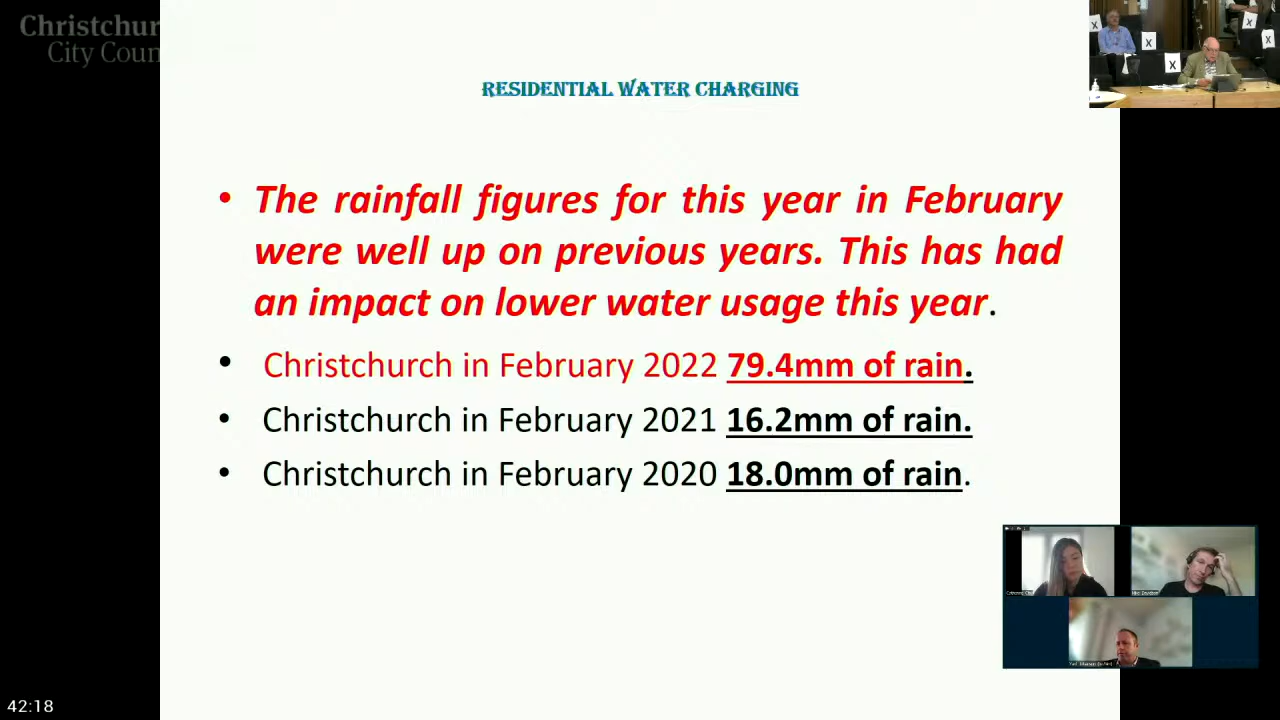 Christchur
City Coun
RESIDENTIAL WATER CHARGING
• The rainfall figures for this year in February
were well up on previous years. This has had
an impact on lower water usage this year.
• Christchurch in February 2022 79.4mm of rain.
• Christchurch in February 2021 16.2mm of rain.
• Christchurch in February 2020 18.0mm of rain.
X
X
X
X
X
42:18